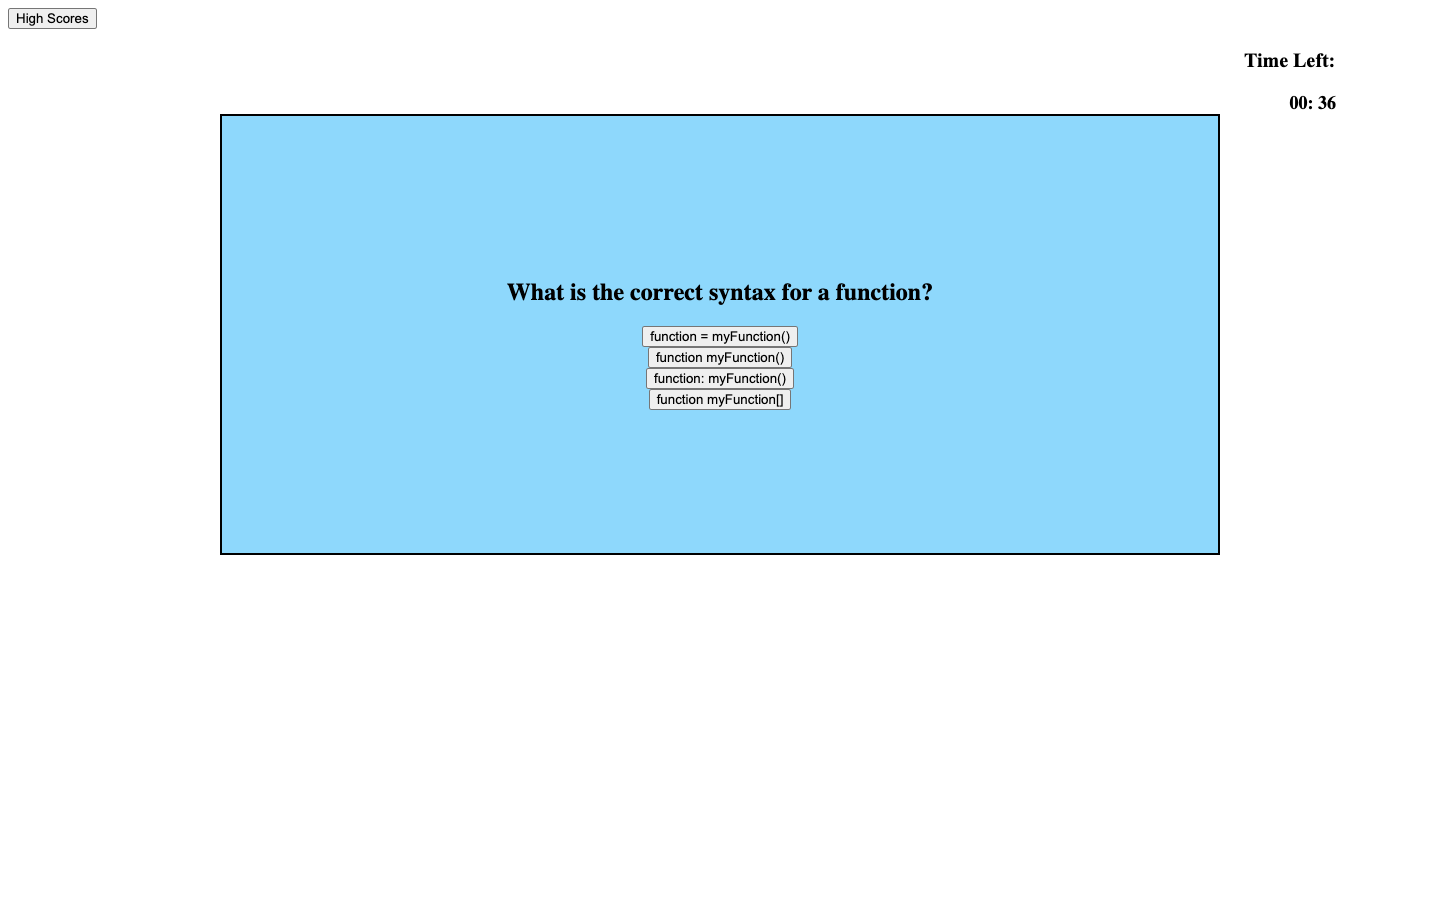 High Scores
Time Left:
00: 36
What is the correct syntax for a function?
function = myFunction()
function myFunction()
function: myFunction()
function myFunction[]